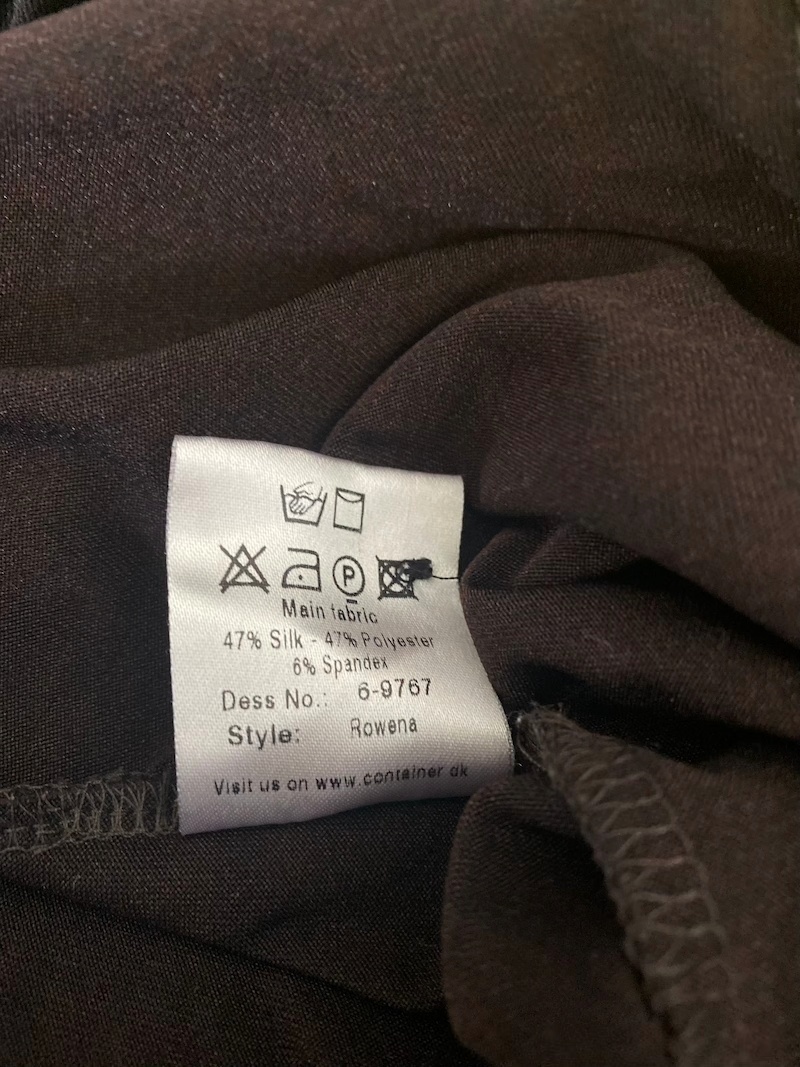 P
Main fabric
47% Silk - 47% Polyester
6% Spandex
Dess No.: 6-9767
Style: Rowena
Visit us on www.container.dk